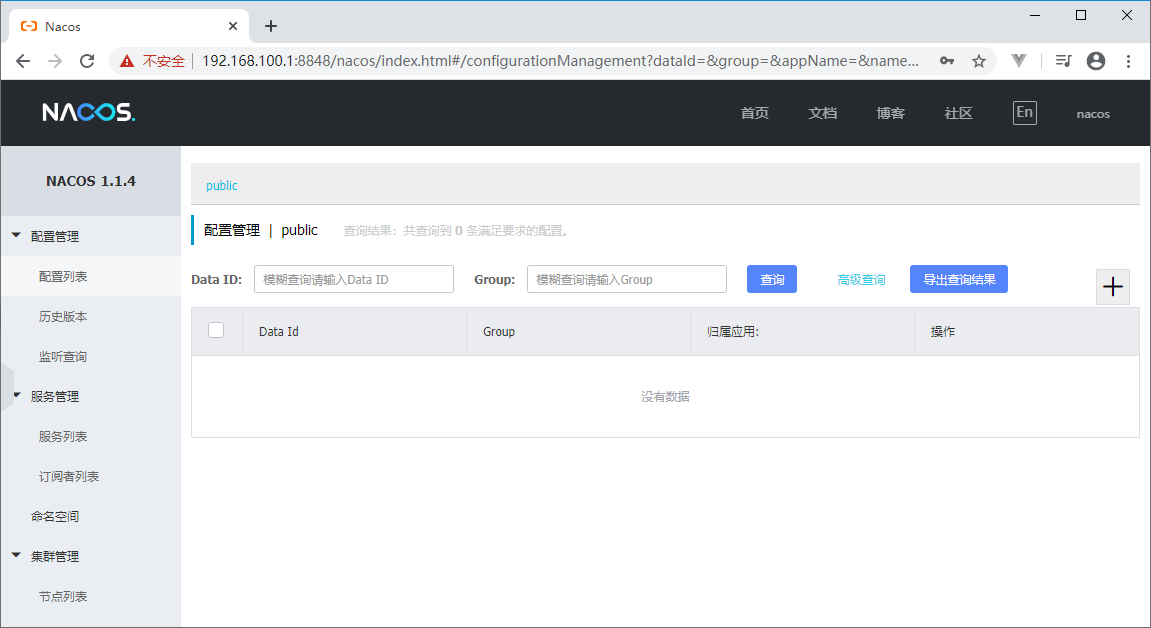 Nacos
不安全 192.168.100.1:8848/nacos/index.html#/configurationManagement?dataId=&group=&appName=&name...
NACOS.
首页 文档 博客 社区 En nacos
NACOS 1.1.4
配置管理
配置列表
历史版本
监听查询
服务管理
服务列表
订阅者列表
命名空间
集群管理
节点列表
public
配置管理 | public 查询结果：共查询到 0 条满足要求的配置。
Data ID: 模糊查询请输入Data ID Group: 模糊查询请输入Group 查询 高级查询 导出查询结果
Data Id Group 归属应用: 操作
没有数据